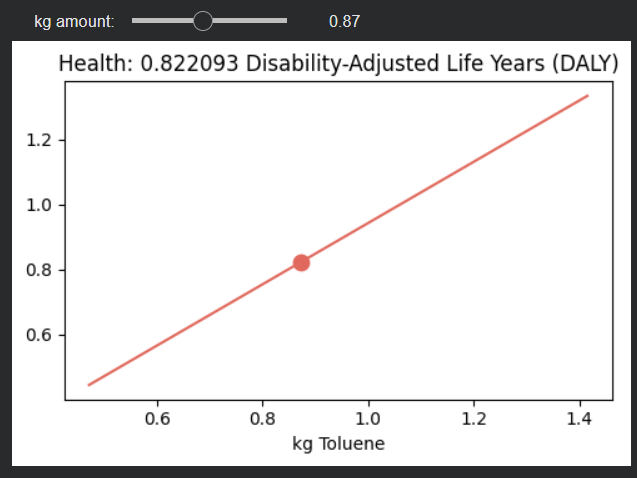 kg amount: 0.87
Health: 0.822093 Disability-Adjusted Life Years (DALY)
1.2
1.0
0.8
0.6
0.6 0.8 1.0 1.2 1.4
kg Toluene